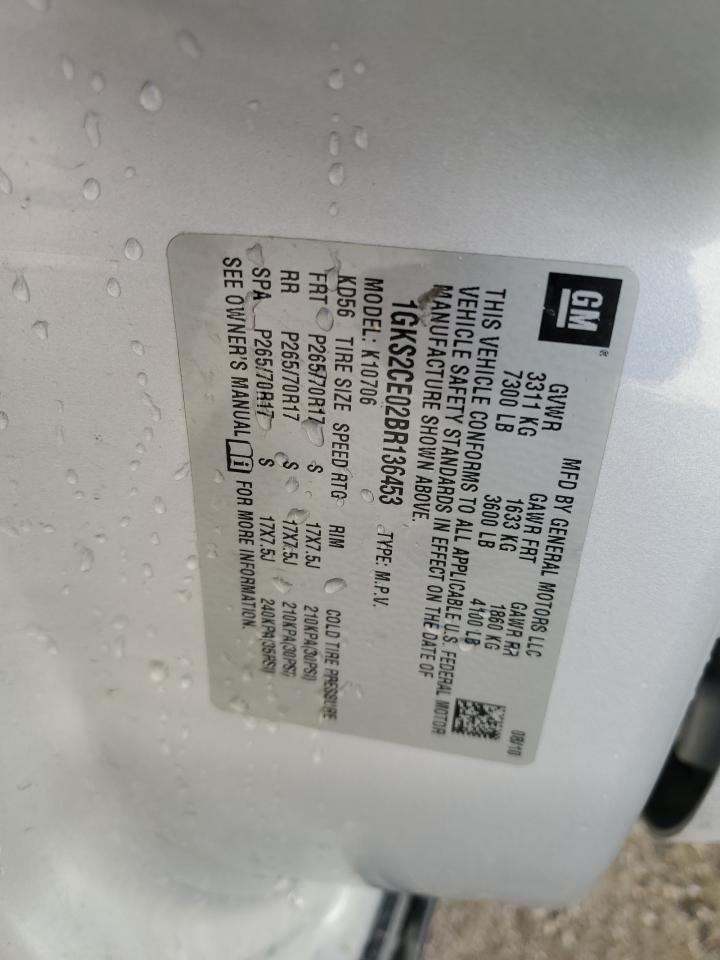 GM®
MFD BY GENERAL MOTORS LLC 08/10
GVWR GAWR FRT GAWR RR
3311 KG 1633 KG 1860 KG
7300 LB 3600 LB 4100 LB
THIS VEHICLE CONFORMS TO ALL APPLICABLE U.S. FEDERAL MOTOR
VEHICLE SAFETY STANDARDS IN EFFECT ON THE DATE OF
MANUFACTURE SHOWN ABOVE.
1GKS2CE02BR136453 TYPE: M.P.V.
MODEL: K10706
KD56 TIRE SIZE SPEED RTG RIM COLD TIRE PRESSURE
FRT P265/70R17 S 17X7.5J 210KPA(30PSI)
RR P265/70R17 S 17X7.5J 210KPA(30PSI)
SPA P265/70R17 S 17X7.5J 240KPA(35PSI)
SEE OWNER'S MANUAL i FOR MORE INFORMATION.